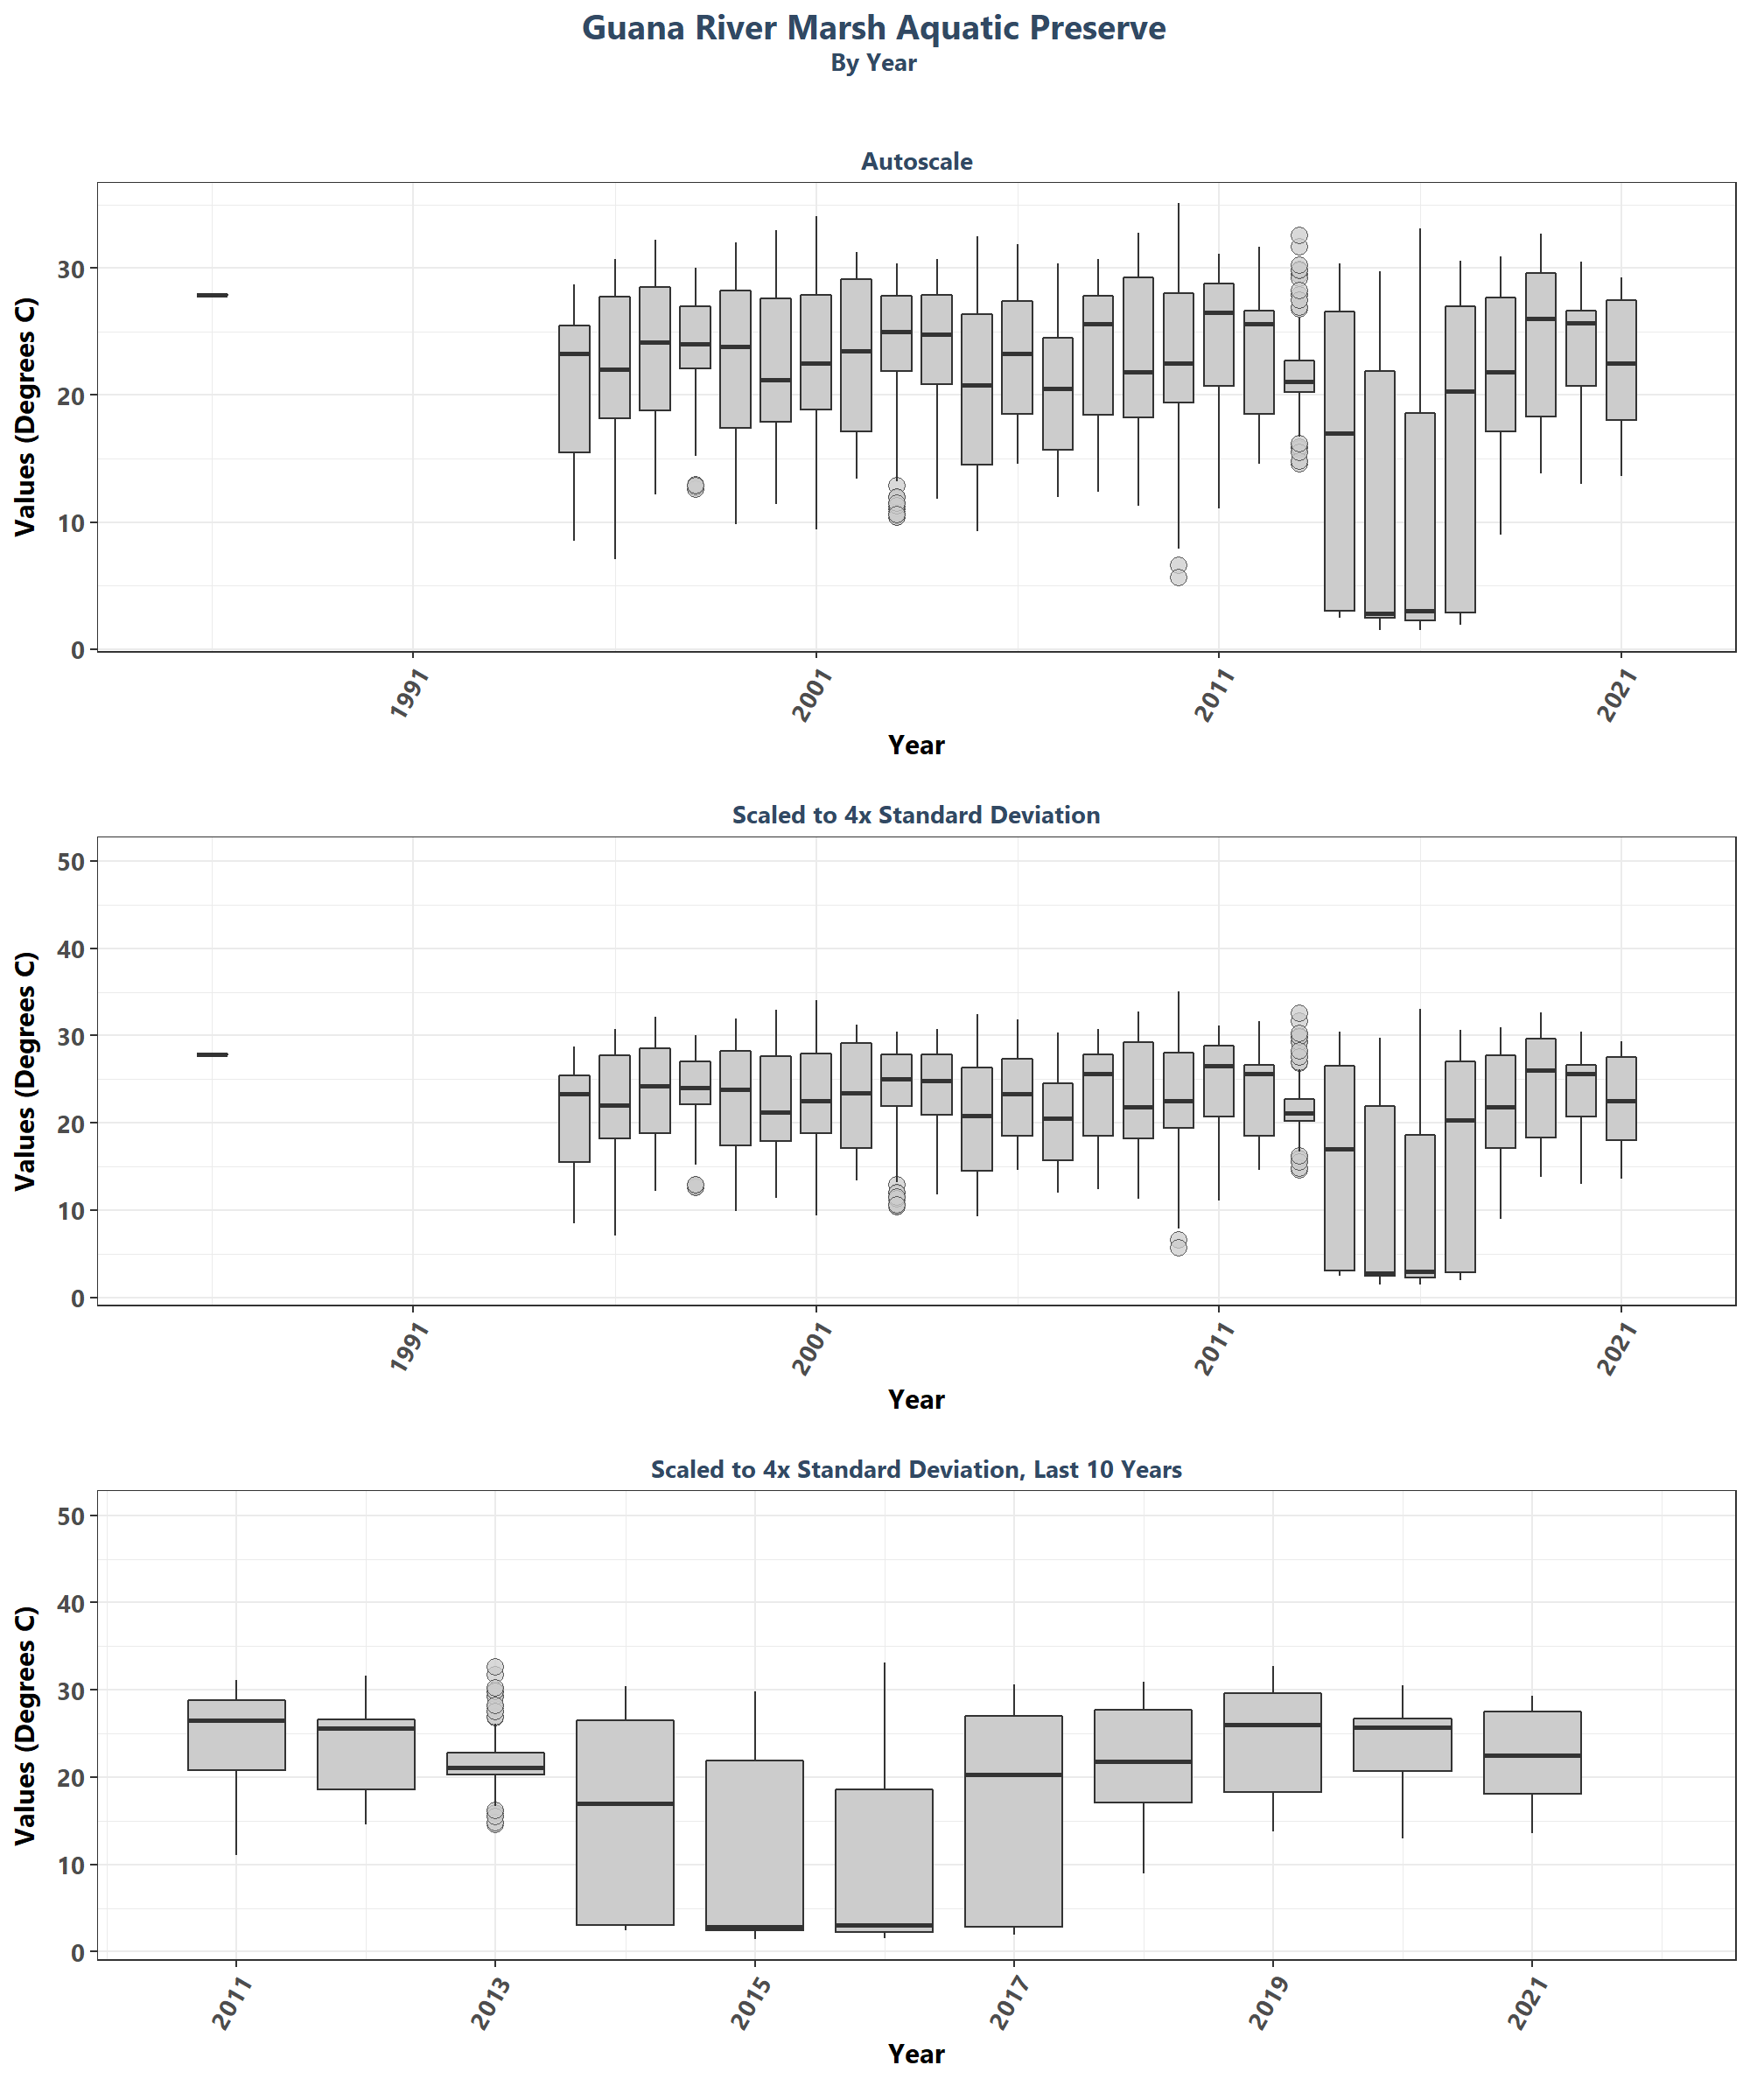 Guana River Marsh Aquatic Preserve
By Year
Autoscale
Values (Degrees C)
30
20
10
0
1991
2001
2011
2021
Year
Scaled to 4x Standard Deviation
Values (Degrees C)
50
40
30
20
10
0
1991
2001
2011
2021
Year
Scaled to 4x Standard Deviation, Last 10 Years
Values (Degrees C)
50
40
30
20
10
0
2011
2013
2015
2017
2019
2021
Year